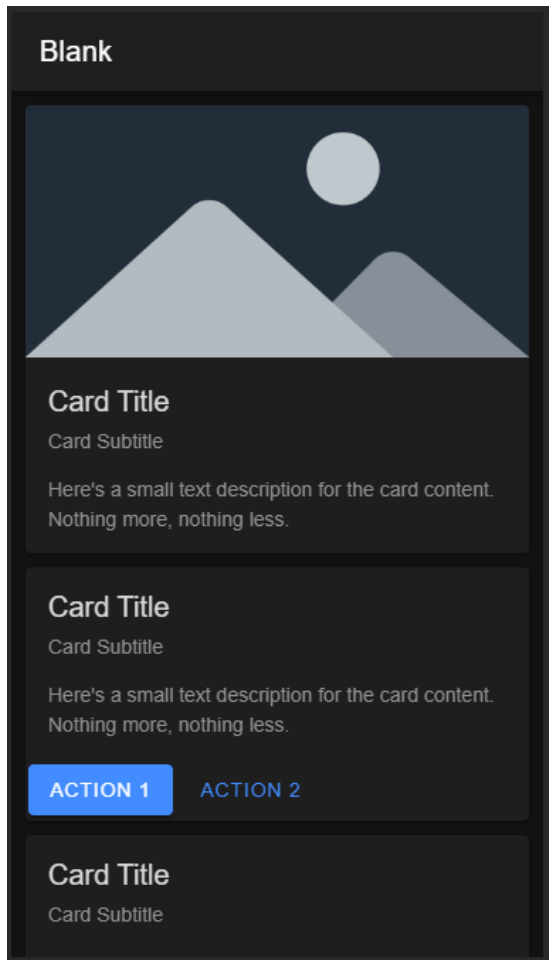 Blank
Card Title
Card Subtitle
Here's a small text description for the card content.
Nothing more, nothing less.
Card Title
Card Subtitle
Here's a small text description for the card content.
Nothing more, nothing less.
ACTION 1 ACTION 2
Card Title
Card Subtitle